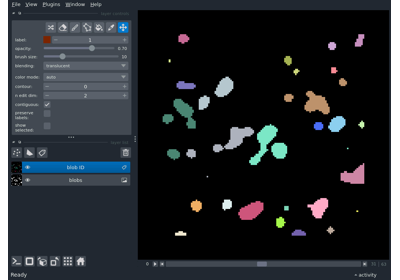 File View Plugins Window Help
label: 1
opacity: 0.70
brush size: 10
blending: translucent
color mode: auto
contour: 0
n edit dim: 2
contiguous:
preserve
labels:
show
selected:
blob ID
blobs
0
activity